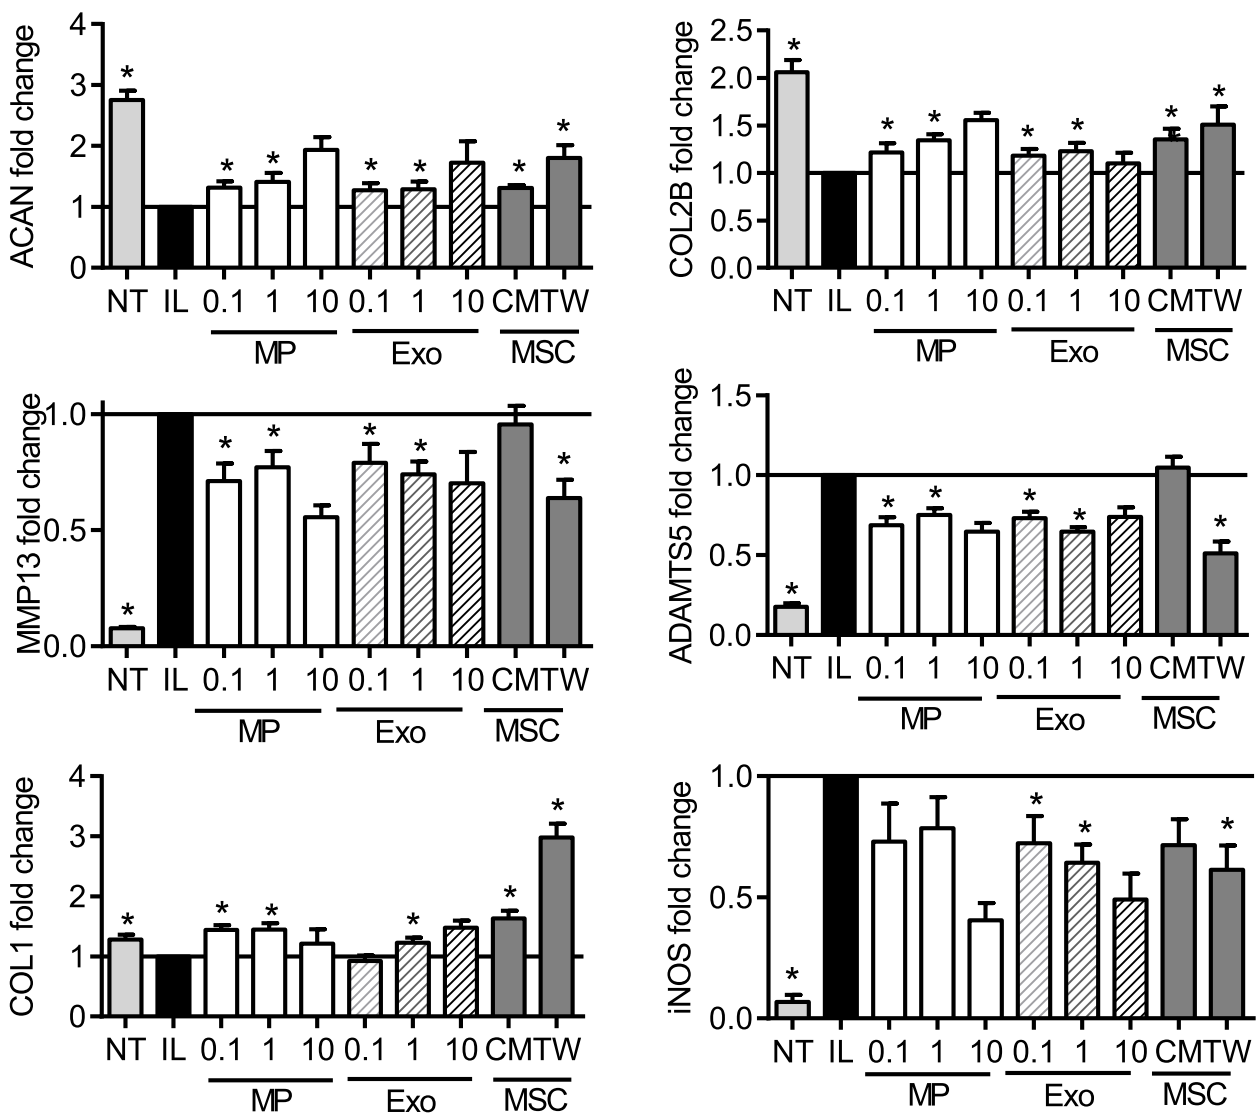 ACAN fold change
4
3
2
1
0
* * * * * * *
NT IL 0.1 1 10 0.1 1 10 CMTW
MP Exo MSC
COL2B fold change
2.5
2.0
1.5
1.0
0.5
0.0
* * * * * * *
NT IL 0.1 1 10 0.1 1 10 CMTW
MP Exo MSC
MMP13 fold change
1.0
0.5
0.0
* * * * * *
NT IL 0.1 1 10 0.1 1 10 CMTW
MP Exo MSC
ADAMTS5 fold change
1.5
1.0
0.5
0.0
* * * * * *
NT IL 0.1 1 10 0.1 1 10 CMTW
MP Exo MSC
COL1 fold change
4
3
2
1
0
* * * * * *
NT IL 0.1 1 10 0.1 1 10 CMTW
MP Exo MSC
iNOS fold change
1.0
0.5
0.0
* * * *
NT IL 0.1 1 10 0.1 1 10 CMTW
MP Exo MSC